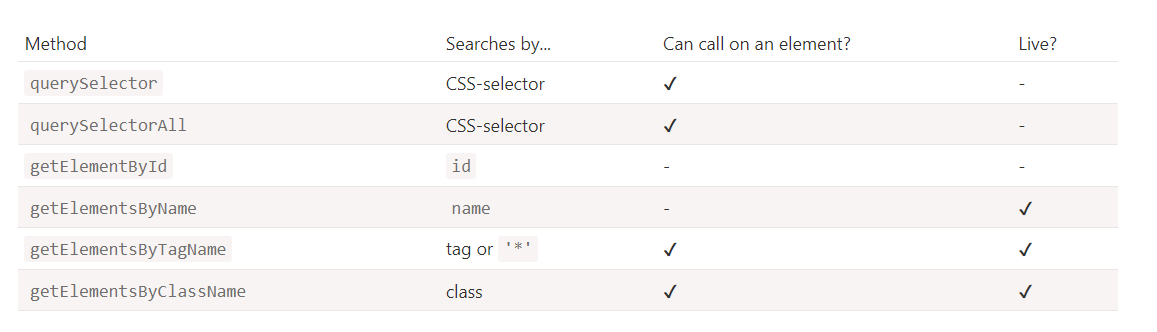 Method Searches by... Can call on an element? Live?
querySelector CSS-selector ✓ -
querySelectorAll CSS-selector ✓ -
getElementById id - -
getElementsByName name - ✓
getElementsByTagName tag or '*' ✓ ✓
getElementsByClassName class ✓ ✓